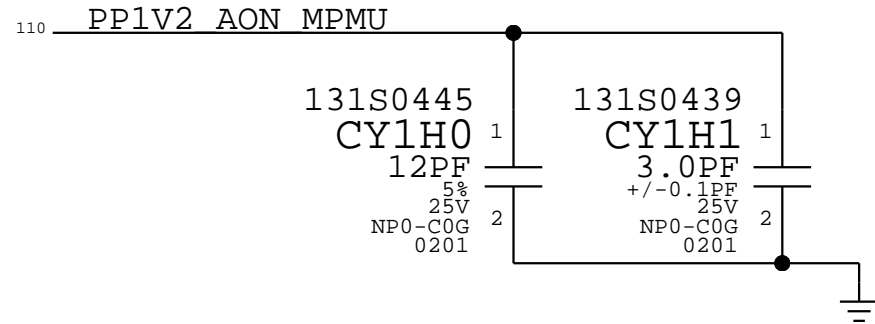 110 PP1V2_AON_MPMU
131S0445
CY1H0
1
12PF
5%
25V
NP0-C0G
0201
2
131S0439
CY1H1
1
3.0PF
+/-0.1PF
25V
NP0-C0G
0201
2